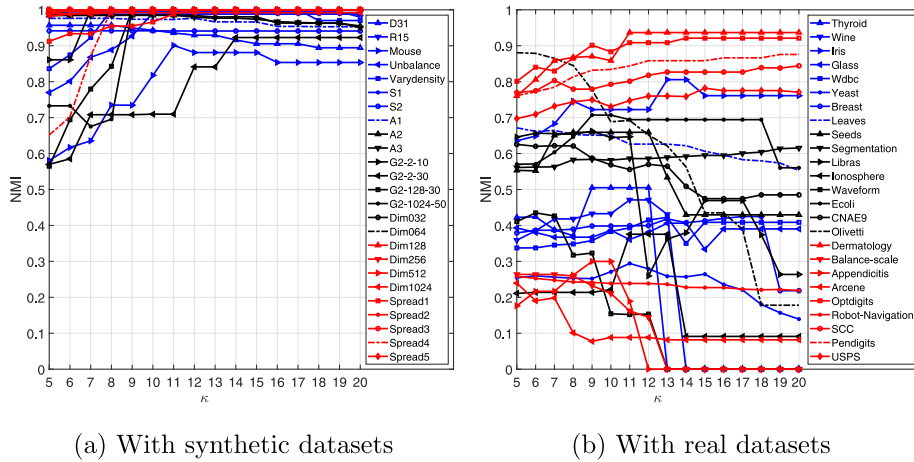 1
0.9
0.8
0.7
0.6
0.5
0.4
0.3
0.2
0.1
0
NMI
5 6 7 8 9 10 11 12 13 14 15 16 17 18 19 20
κ
D31
R15
Mouse
Unbalance
Varydensity
S1
S2
A1
A2
A3
G2-2-10
G2-2-30
G2-128-30
G2-1024-50
Dim032
Dim064
Dim128
Dim256
Dim512
Dim1024
Spread1
Spread2
Spread3
Spread4
Spread5
(a) With synthetic datasets
1
0.9
0.8
0.7
0.6
0.5
0.4
0.3
0.2
0.1
0
NMI
5 6 7 8 9 10 11 12 13 14 15 16 17 18 19 20
κ
Thyroid
Wine
Iris
Glass
Wdbc
Yeast
Breast
Leaves
Seeds
Segmentation
Libras
Ionosphere
Waveform
Ecoli
CNAE9
Olivetti
Dermatology
Balance-scale
Appendicitis
Arcene
Optdigits
Robot-Navigation
SCC
Pendigits
USPS
(b) With real datasets